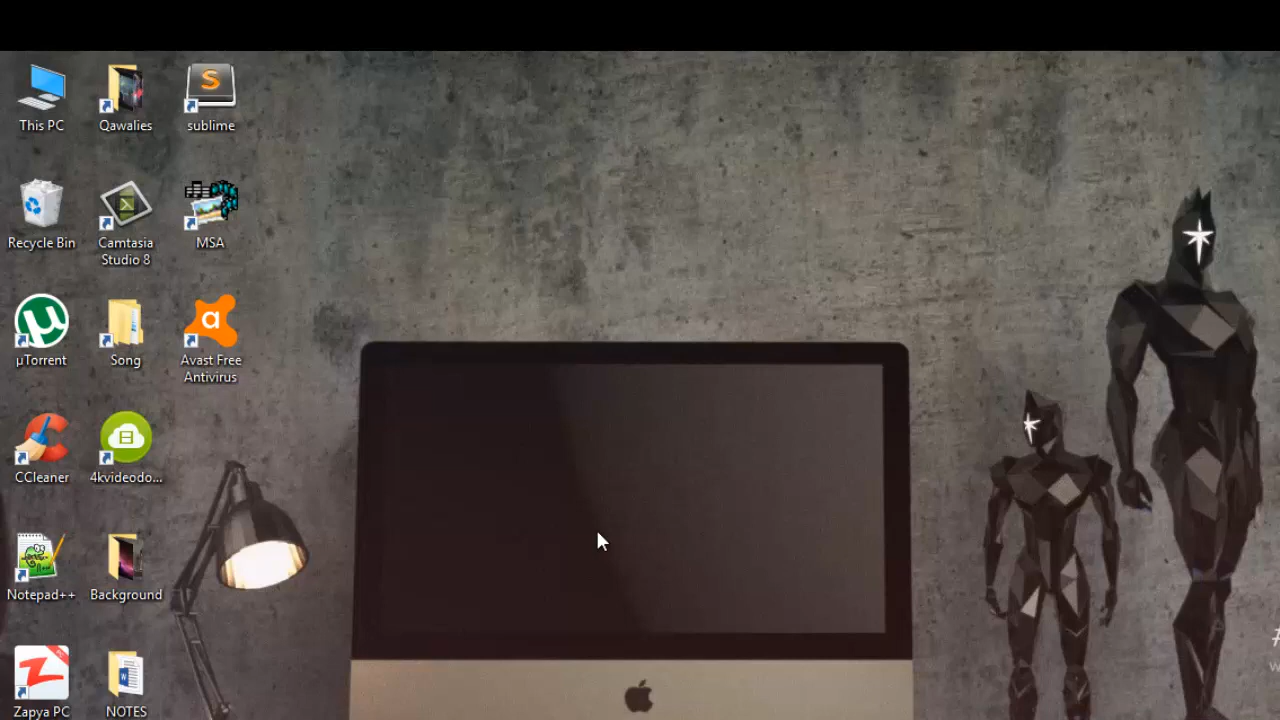 This PC
Qawalies
sublime
Recycle Bin
Camtasia
Studio 8
MSA
µTorrent
Song
Avast Free
Antivirus
CCleaner
4kvideodo...
Notepad++
Background
Zapya PC
NOTES